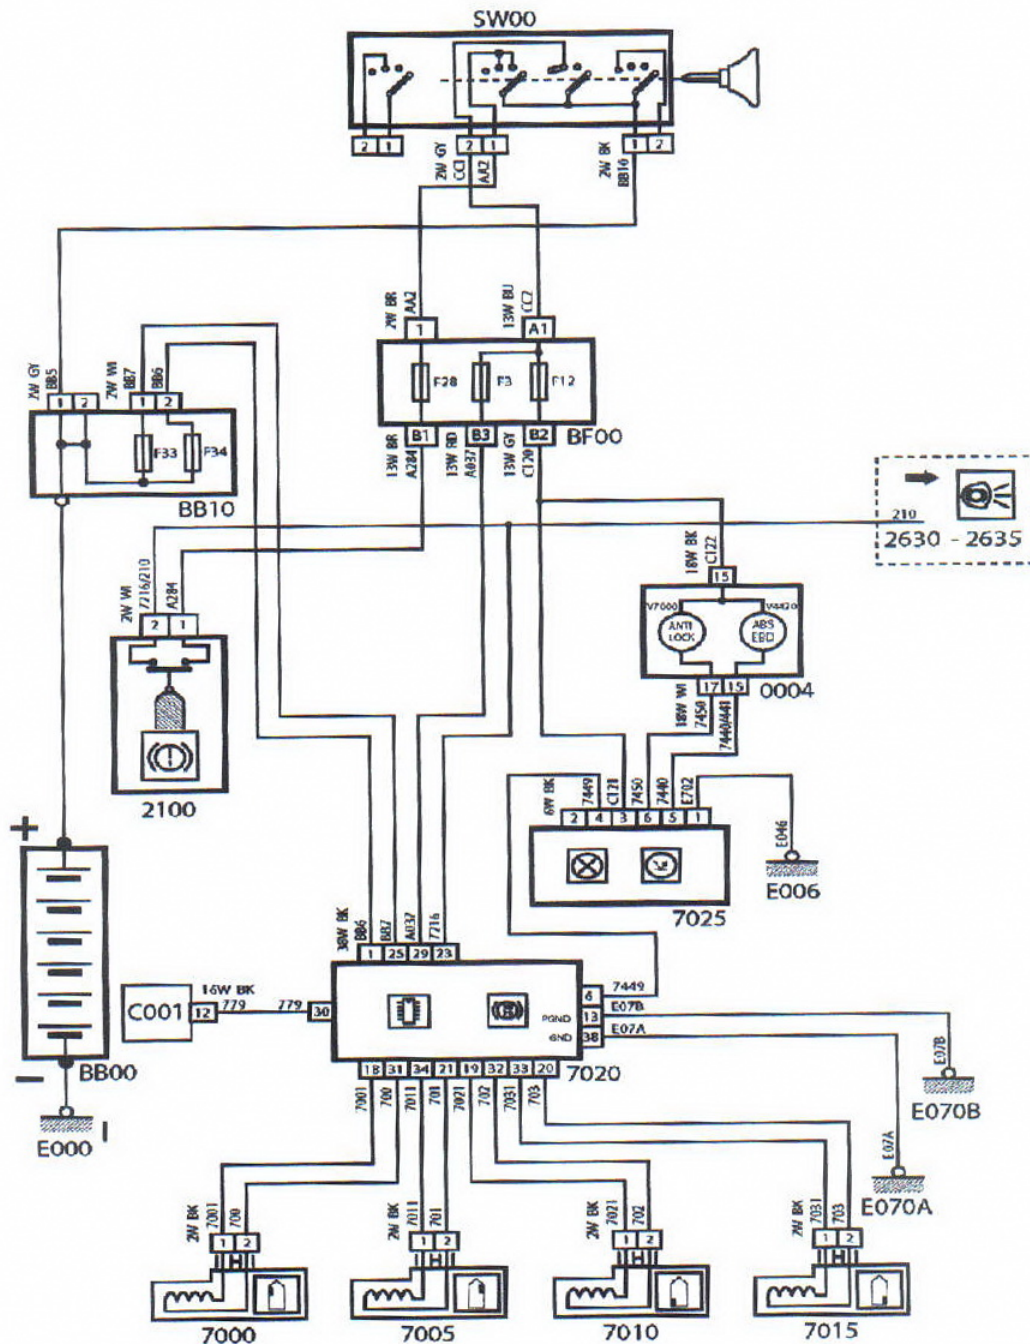 SW00
2 1
2 1
1 2
2W GY
CC1
AA2
2W BK
BB16
2W BR
AA2
13W BU
CC2
1
A1
F28
F3
F12
B1
B3
B2
BF00
2W GY
BB5
2W WI
BB7
BB6
1 2
1 2
F33
F34
BB10
13W BR
A284
13W RD
A037
13W GY
C120
210
2630 - 2635
18W BK
C122
15
V7000
V4420
ANTI
LOCK
ABS
EBD
17 15
0004
18W WI
7450
7440/441
2W WI
7216/210
A284
2 1
2100
6W BK
7449
C121
7450
7440
E702
2 4 3 6 5 1
7025
E046
E006
+
BB00
−
E000
38W BK
BB6
BB7
A037
7216
1 25 29 23
C001
12
16W BK
779
779
30
6
7449
PGND
13
E07B
GND
38
E07A
7020
18 31 34 21 19 32 33 20
7001
700
7011
701
7021
702
7031
703
E07B
E070B
E07A
E070A
2W BK
7001
700
1 2
7000
2W BK
7011
701
1 2
7005
2W BK
7021
702
1 2
7010
2W BK
7031
703
1 2
7015